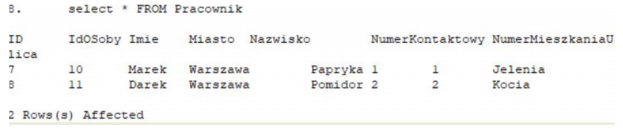 8. select * FROM Pracownik
ID IdOSoby Imie Miasto Nazwisko NumerKontaktowy NumerMieszkaniaU
lica
7 10 Marek Warszawa Papryka 1 1 Jelenia
8 11 Darek Warszawa Pomidor 2 2 Kocia
2 Rows(s) Affected